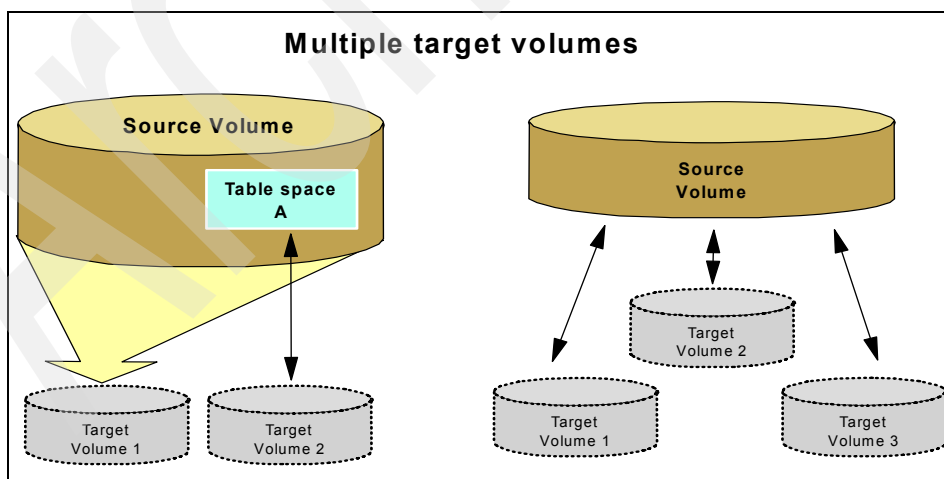 Multiple target volumes
Source Volume
Table space
A
Target
Volume 1
Target
Volume 2
Source
Volume
Target
Volume 2
Target
Volume 1
Target
Volume 3